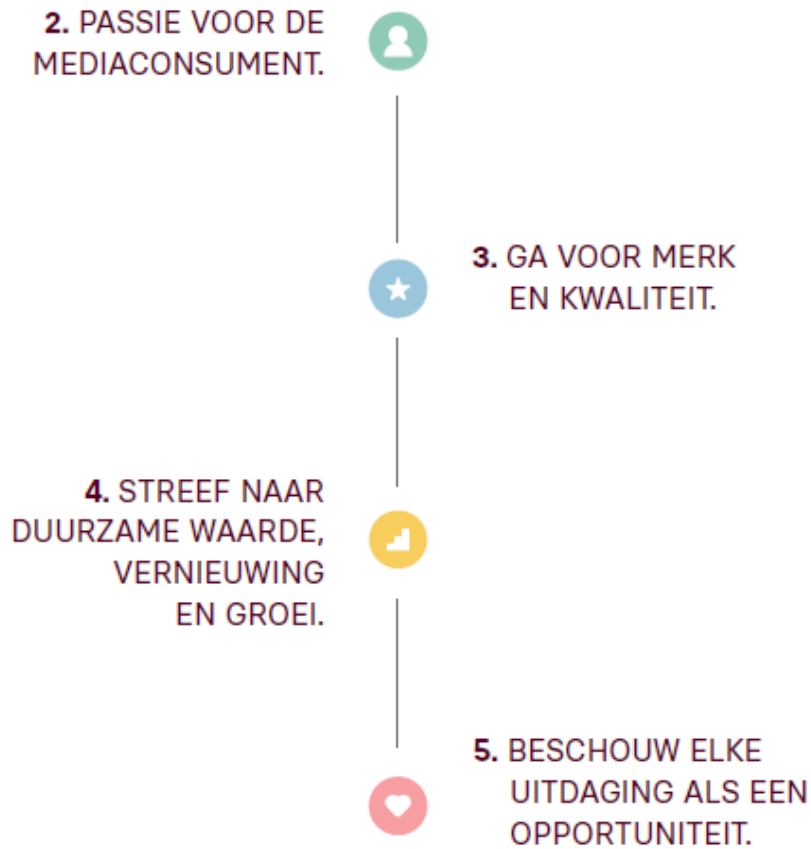 2. PASSIE VOOR DE
MEDIACONSUMENT.
3. GA VOOR MERK
EN KWALITEIT.
4. STREEF NAAR
DUURZAME WAARDE,
VERNIEUWING
EN GROEI.
5. BESCHOUW ELKE
UITDAGING ALS EEN
OPPORTUNITEIT.